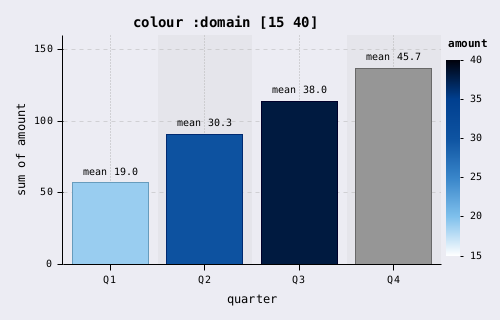 colour :domain [15 40]
amount
150
100
50
0
sum of amount
mean 19.0
mean 30.3
mean 38.0
mean 45.7
40
35
30
25
20
15
Q1
Q2
Q3
Q4
quarter